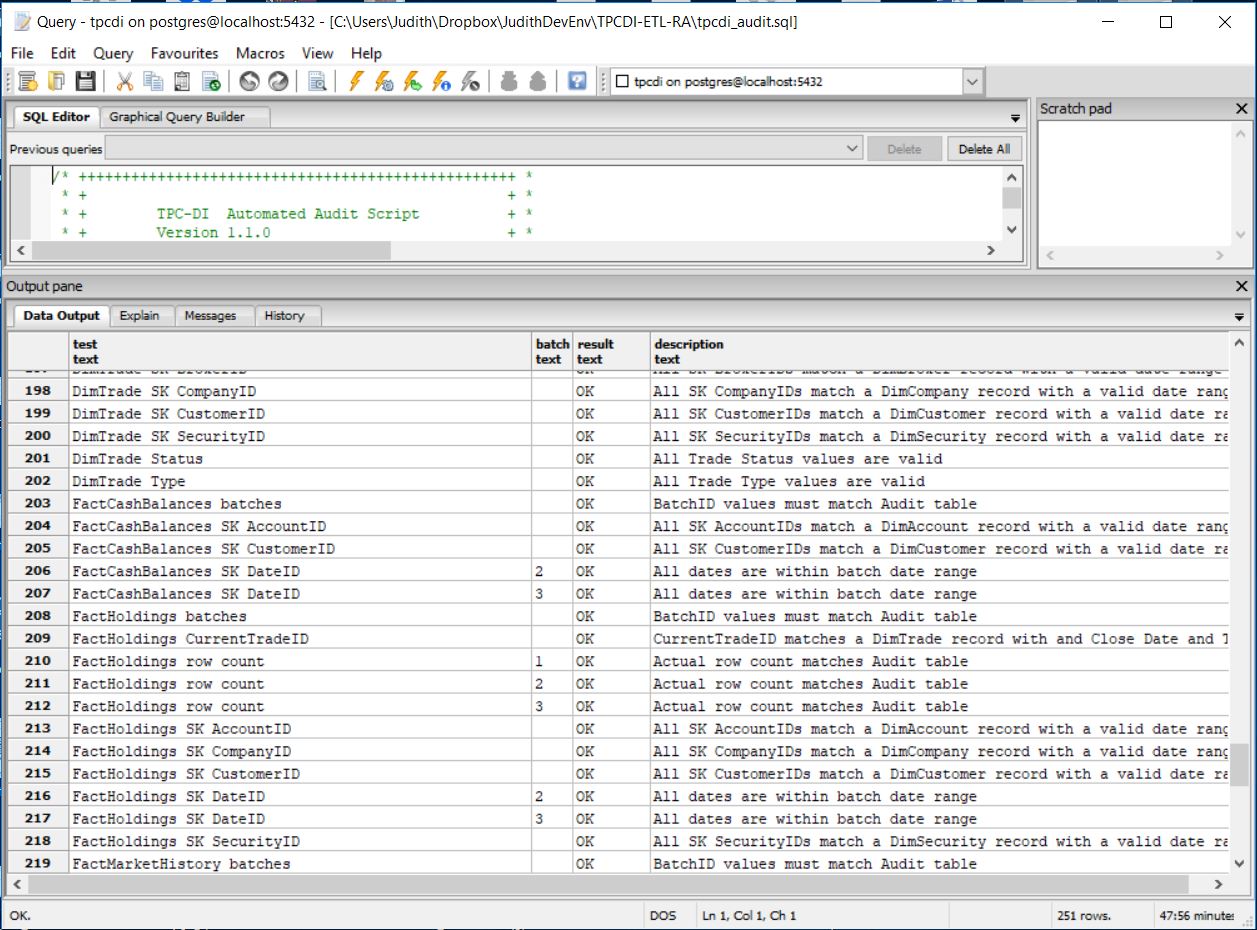 Query - tpcdi on postgres@localhost:5432 - [C:\Users\Judith\Dropbox\JudithDevEnv\TPCDI-ETL-RA\tpcdi_audit.sql]
File Edit Query Favourites Macros View Help
tpcdi on postgres@localhost:5432
SQL Editor Graphical Query Builder
Scratch pad
Previous queries Delete Delete All
/* ++++++++++++++++++++++++++++++++++++++++++++++++++ *
* + + *
* + TPC-DI Automated Audit Script + *
* + Version 1.1.0 + *
Output pane
Data Output Explain Messages History
test batch result description
text text text text
198 DimTrade SK CompanyID OK All SK CompanyIDs match a DimCompany record with a valid date rang
199 DimTrade SK CustomerID OK All SK CustomerIDs match a DimCustomer record with a valid date ra
200 DimTrade SK SecurityID OK All SK SecurityIDs match a DimSecurity record with a valid date ra
201 DimTrade Status OK All Trade Status values are valid
202 DimTrade Type OK All Trade Type values are valid
203 FactCashBalances batches OK BatchID values must match Audit table
204 FactCashBalances SK AccountID OK All SK AccountIDs match a DimAccount record with a valid date rang
205 FactCashBalances SK CustomerID OK All SK CustomerIDs match a DimCustomer record with a valid date ra
206 FactCashBalances SK DateID 2 OK All dates are within batch date range
207 FactCashBalances SK DateID 3 OK All dates are within batch date range
208 FactHoldings batches OK BatchID values must match Audit table
209 FactHoldings CurrentTradeID OK CurrentTradeID matches a DimTrade record with and Close Date and T
210 FactHoldings row count 1 OK Actual row count matches Audit table
211 FactHoldings row count 2 OK Actual row count matches Audit table
212 FactHoldings row count 3 OK Actual row count matches Audit table
213 FactHoldings SK AccountID OK All SK AccountIDs match a DimAccount record with a valid date rang
214 FactHoldings SK CompanyID OK All SK CompanyIDs match a DimCompany record with a valid date rang
215 FactHoldings SK CustomerID OK All SK CustomerIDs match a DimCustomer record with a valid date ra
216 FactHoldings SK DateID 2 OK All dates are within batch date range
217 FactHoldings SK DateID 3 OK All dates are within batch date range
218 FactHoldings SK SecurityID OK All SK SecurityIDs match a DimSecurity record with a valid date ra
219 FactMarketHistory batches OK BatchID values must match Audit table
OK. DOS Ln 1, Col 1, Ch 1 251 rows. 47:56 minutes